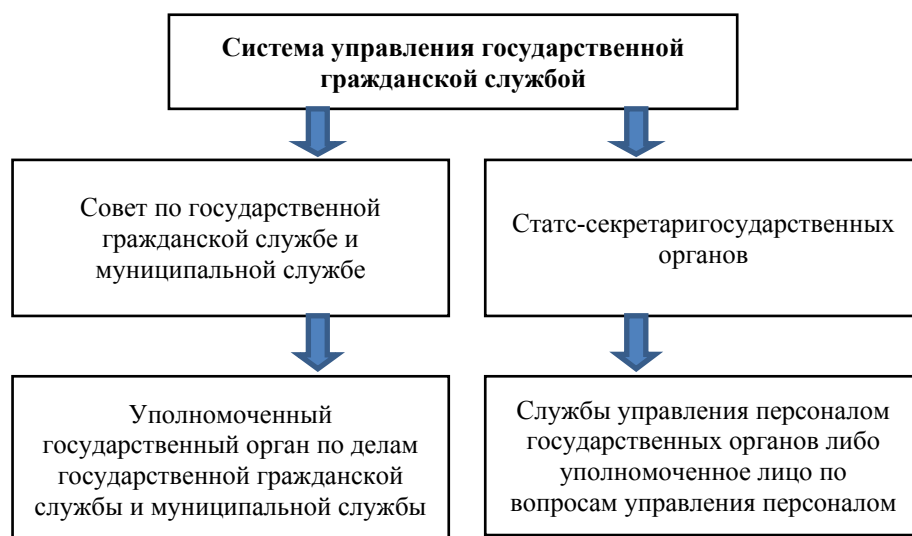 Система управления государственной
гражданской службой
Совет по государственной
гражданской службе и
муниципальной службе
Статс-секретаригосударственных
органов
Уполномоченный
государственный орган по делам
государственной гражданской
службы и муниципальной службы
Службы управления персоналом
государственных органов либо
уполномоченное лицо по
вопросам управления персоналом